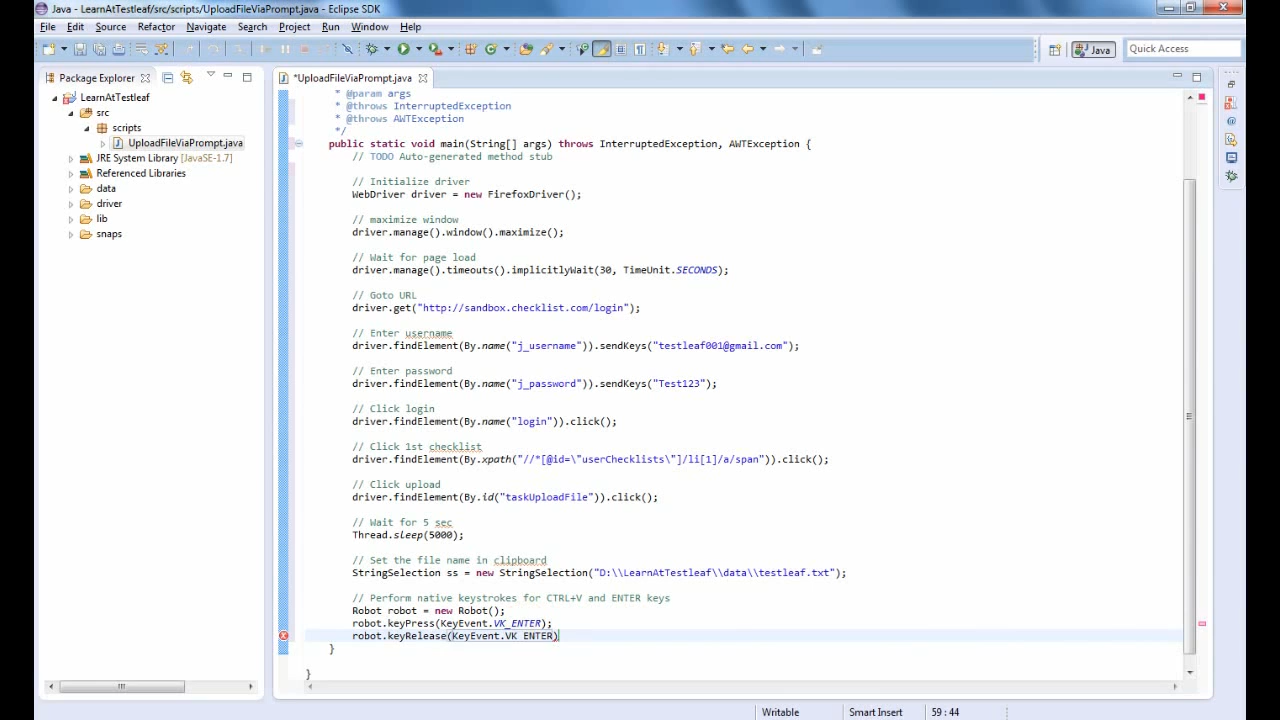 Java - LearnAtTestleaf/src/scripts/UploadFileViaPrompt.java - Eclipse SDK
File Edit Source Refactor Navigate Search Project Run Window Help
Java
Quick Access
Package Explorer
LearnAtTestleaf
src
scripts
UploadFileViaPrompt.java
JRE System Library [JavaSE-1.7]
Referenced Libraries
data
driver
lib
snaps
*UploadFileViaPrompt.java
* @param args
* @throws InterruptedException
* @throws AWTException
*/
public static void main(String[] args) throws InterruptedException, AWTException {
// TODO Auto-generated method stub
// Initialize driver
WebDriver driver = new FirefoxDriver();
// maximize window
driver.manage().window().maximize();
// Wait for page load
driver.manage().timeouts().implicitlyWait(30, TimeUnit.SECONDS);
// Goto URL
driver.get("http://sandbox.checklist.com/login");
// Enter username
driver.findElement(By.name("j_username")).sendKeys("testleaf001@gmail.com");
// Enter password
driver.findElement(By.name("j_password")).sendKeys("Test123");
// Click login
driver.findElement(By.name("login")).click();
// Click 1st checklist
driver.findElement(By.xpath("//*[@id=\"userChecklists\"]/li[1]/a/span")).click();
// Click upload
driver.findElement(By.id("taskUploadFile")).click();
// Wait for 5 sec
Thread.sleep(5000);
// Set the file name in clipboard
StringSelection ss = new StringSelection("D:\\LearnAtTestleaf\\data\\testleaf.txt");
// Perform native keystrokes for CTRL+V and ENTER keys
Robot robot = new Robot();
robot.keyPress(KeyEvent.VK_ENTER);
robot.keyRelease(KeyEvent.VK_ENTER)
}
}
Writable
Smart Insert
59 : 44